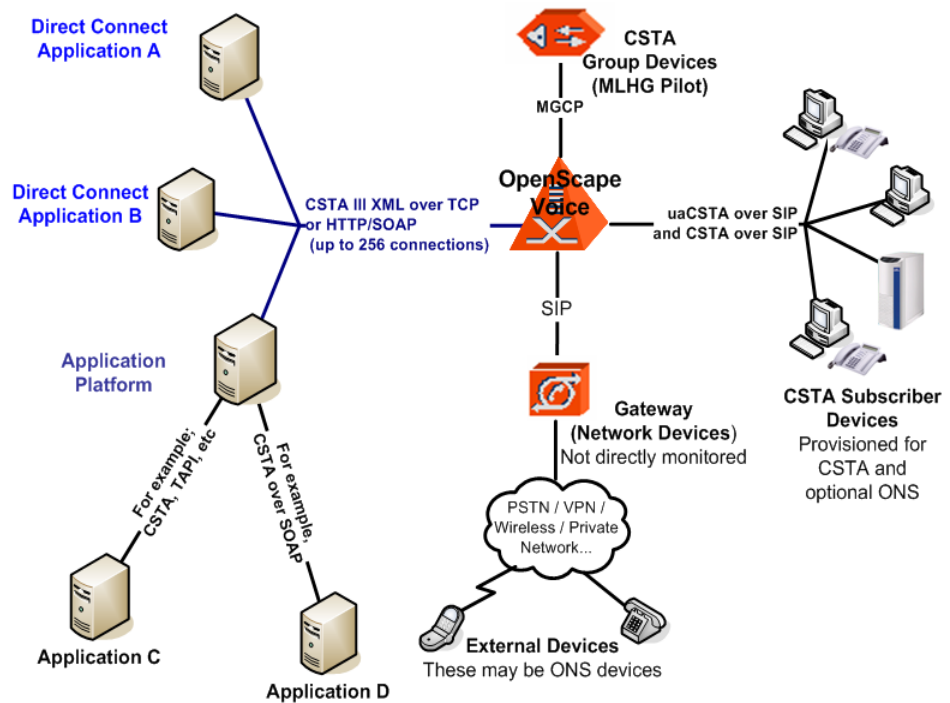 Direct Connect
Application A
CSTA
Group Devices
(MLHG Pilot)
MGCP
Direct Connect
Application B
CSTA III XML over TCP
or HTTP/SOAP
(up to 256 connections)
OpenScape
Voice
uaCSTA over SIP
and CSTA over SIP
SIP
Application
Platform
Gateway
(Network Devices)
Not directly monitored
CSTA Subscriber
Devices
Provisioned for
CSTA and
optional ONS
For example;
CSTA, TAPI, etc
For example,
CSTA over SOAP
PSTN / VPN /
Wireless / Private
Network...
External Devices
These may be ONS devices
Application C
Application D